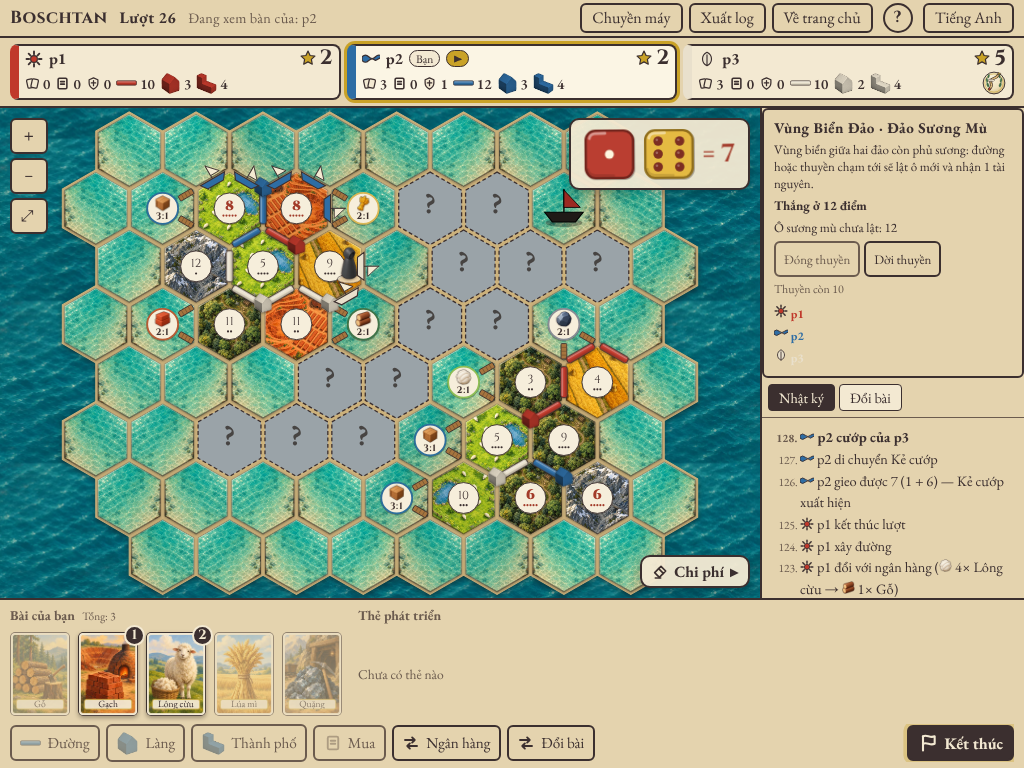 BOSCHTAN Lượt 26 Đang xem bàn của: p2 Chuyền máy Xuất log Về trang chủ ? Tiếng Anh
p1 2
0 0 0 10 3 4
p2 Bạn 2
3 0 1 12 3 4
p3 5
3 0 0 10 2 4
+
−
= 7
3:1 8 8 2:1 ? ?
12 5 9 ? ? ?
2:1 11 11 2:1 ? ? 2:1
? ? 2:1 3 4
? ? ? 3:1 5 9
3:1 10 6 6
Chi phí
Vùng Biển Đảo · Đảo Sương Mù
Vùng biển giữa hai đảo còn phủ sương: đường
hoặc thuyền chạm tới sẽ lật ô mới và nhận 1 tài
nguyên.
Thắng ở 12 điểm
Ô sương mù chưa lật: 12
Đóng thuyền Dời thuyền
Thuyền còn 10
p1
p2
p3
Nhật ký Đổi bài
128. p2 cướp của p3
127. p2 di chuyển Kẻ cướp
126. p2 gieo được 7 (1 + 6) — Kẻ cướp
xuất hiện
125. p1 kết thúc lượt
124. p1 xây đường
123. p1 đổi với ngân hàng (4× Lông
cừu → 1× Gỗ)
Bài của bạn Tổng: 3 Thẻ phát triển
1 2
Gỗ Gạch Lông cừu Lúa mì Quặng
Chưa có thẻ nào
Đường Làng Thành phố Mua Ngân hàng Đổi bài Kết thúc